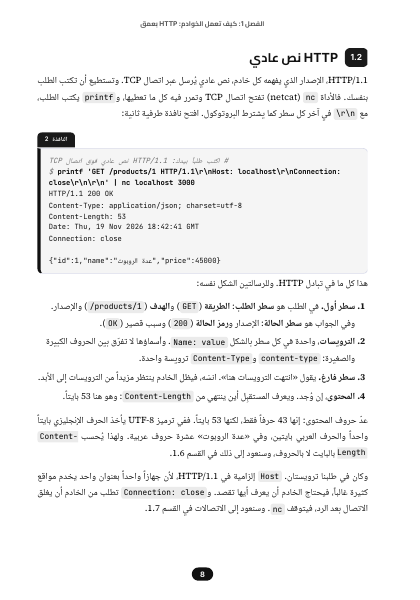 الفصل 1: كيف تعمل الخوادم: HTTP بعمق
1.2 HTTP نص عادي
HTTP/1.1، الإصدار الذي يفهمه كل خادم، نص عادي يُرسل عبر اتصال TCP. وتستطيع أن تكتب الطلب
بنفسك. فالأداة nc (netcat) تفتح اتصال TCP وتمرر فيه كل ما تعطيها، و printf يكتب الطلب،
مع \r\n في آخر كل سطر كما يشترط البروتوكول. افتح نافذة طرفية ثانية:
النافذة 2
# اكتب طلباً بيدك: HTTP/1.1 نص عادي فوق اتصال TCP
$ printf 'GET /products/1 HTTP/1.1\r\nHost: localhost\r\nConnection:
close\r\n\r\n' | nc localhost 3000
HTTP/1.1 200 OK
Content-Type: application/json; charset=utf-8
Content-Length: 53
Date: Thu, 19 Nov 2026 18:42:41 GMT
Connection: close
{"id":1,"name":"عدة الروبوت","price":45000}
هذا كل ما في تبادل HTTP. وللرسالتين الشكل نفسه:
1. سطر أول. في الطلب هو سطر الطلب: الطريقة (GET) والهدف (/products/1) والإصدار.
وفي الجواب هو سطر الحالة: الإصدار ورمز الحالة (200) وسبب قصير (OK).
2. الترويسات، واحدة في كل سطر بالشكل Name: value. وأسماؤها لا تفرّق بين الحروف الكبيرة
والصغيرة: content-type و Content-Type ترويسة واحدة.
3. سطر فارغ، يقول «انتهت الترويسات هنا». انسَه، فيظل الخادم ينتظر مزيداً من الترويسات إلى الأبد.
4. المحتوى، إن وُجد. ويعرف المستقبِل أين ينتهي من Content-Length: وهو هنا 53 بايتاً.
عدّ حروف المحتوى: إنها 43 حرفاً فقط، لكنها 53 بايتاً. ففي ترميز UTF-8 يأخذ الحرف الإنجليزي بايتاً
واحداً والحرف العربي بايتين، وفي «عدة الروبوت» عشرة حروف عربية. ولهذا يُحسب Content-
Length بالبايت لا بالحروف، وسنعود إلى ذلك في القسم 1.6.
وكان في طلبنا ترويستان. Host إلزامية في HTTP/1.1، لأن جهازاً واحداً بعنوان واحد يخدم مواقع
كثيرة غالباً، فيحتاج الخادم أن يعرف أيها تقصد. و Connection: close تطلب من الخادم أن يغلق
الاتصال بعد الرد، فيتوقف nc. وسنعود إلى الاتصالات في القسم 1.7.
8